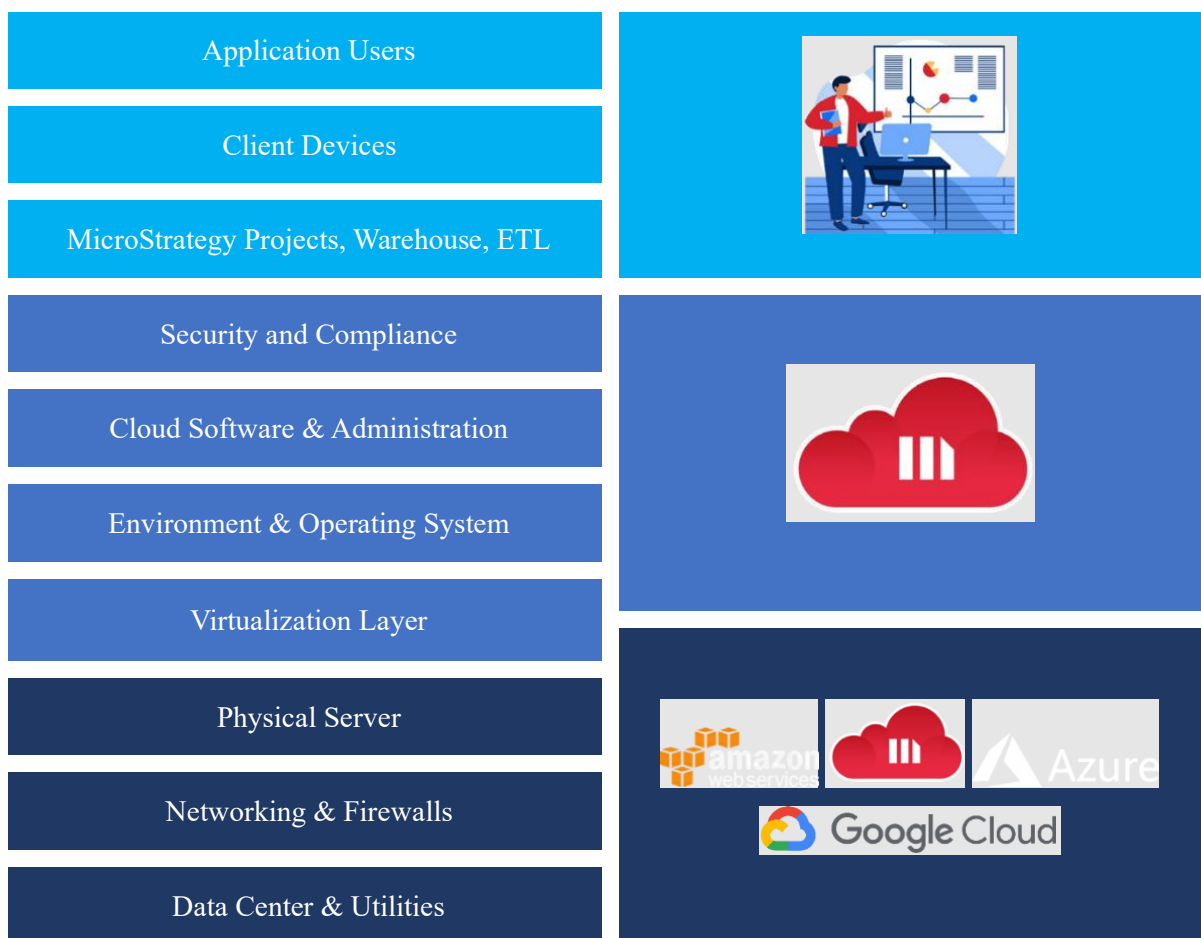 Application Users
Client Devices
MicroStrategy Projects, Warehouse, ETL
Security and Compliance
Cloud Software & Administration
Environment & Operating System
Virtualization Layer
Physical Server
Networking & Firewalls
Data Center & Utilities
amazon
web services
Azure
Google Cloud